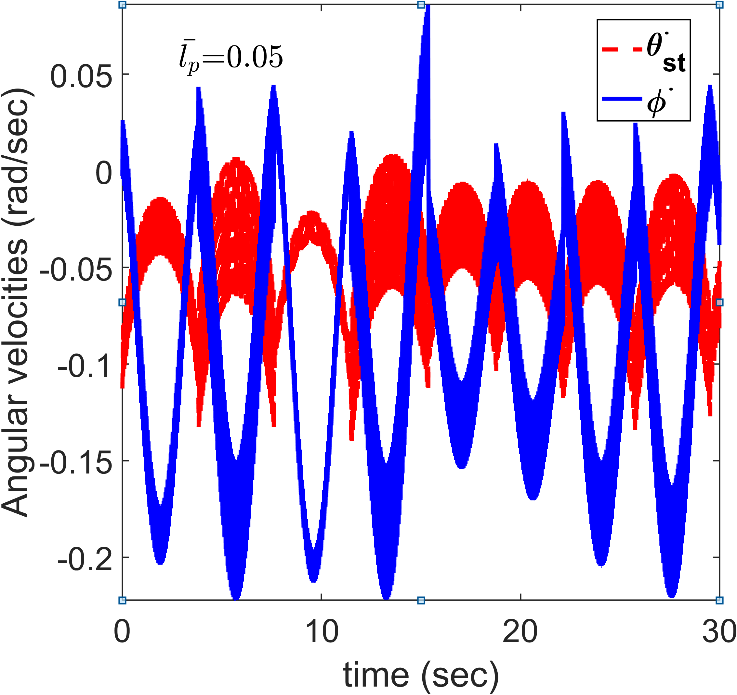 l̄ₚ=0.05
θ̇st
ϕ̇
0.05
0
-0.05
-0.1
-0.15
-0.2
Angular velocities (rad/sec)
0 10 20 30
time (sec)